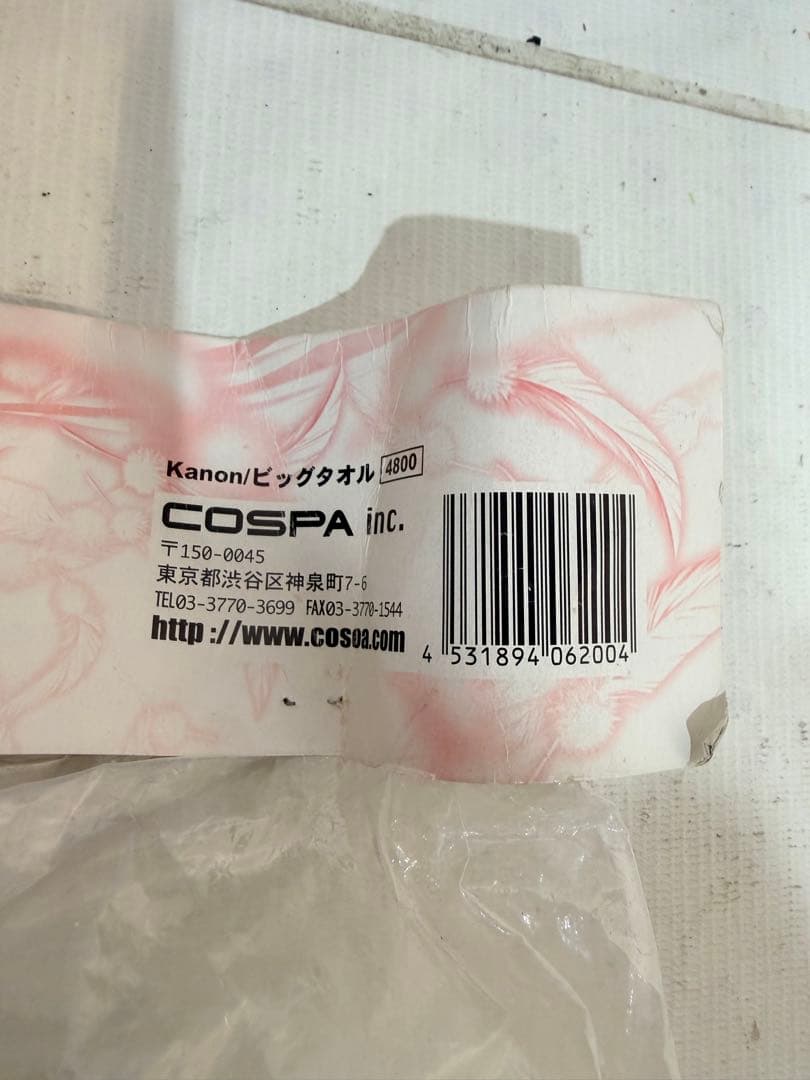 Kanon/ビッグタオル 4800
COSPA inc.
〒150-0045
東京都渋谷区神泉町7-6
TEL03-3770-3699 FAX03-3770-1544
http://www.cospa.com
4 531894 062004